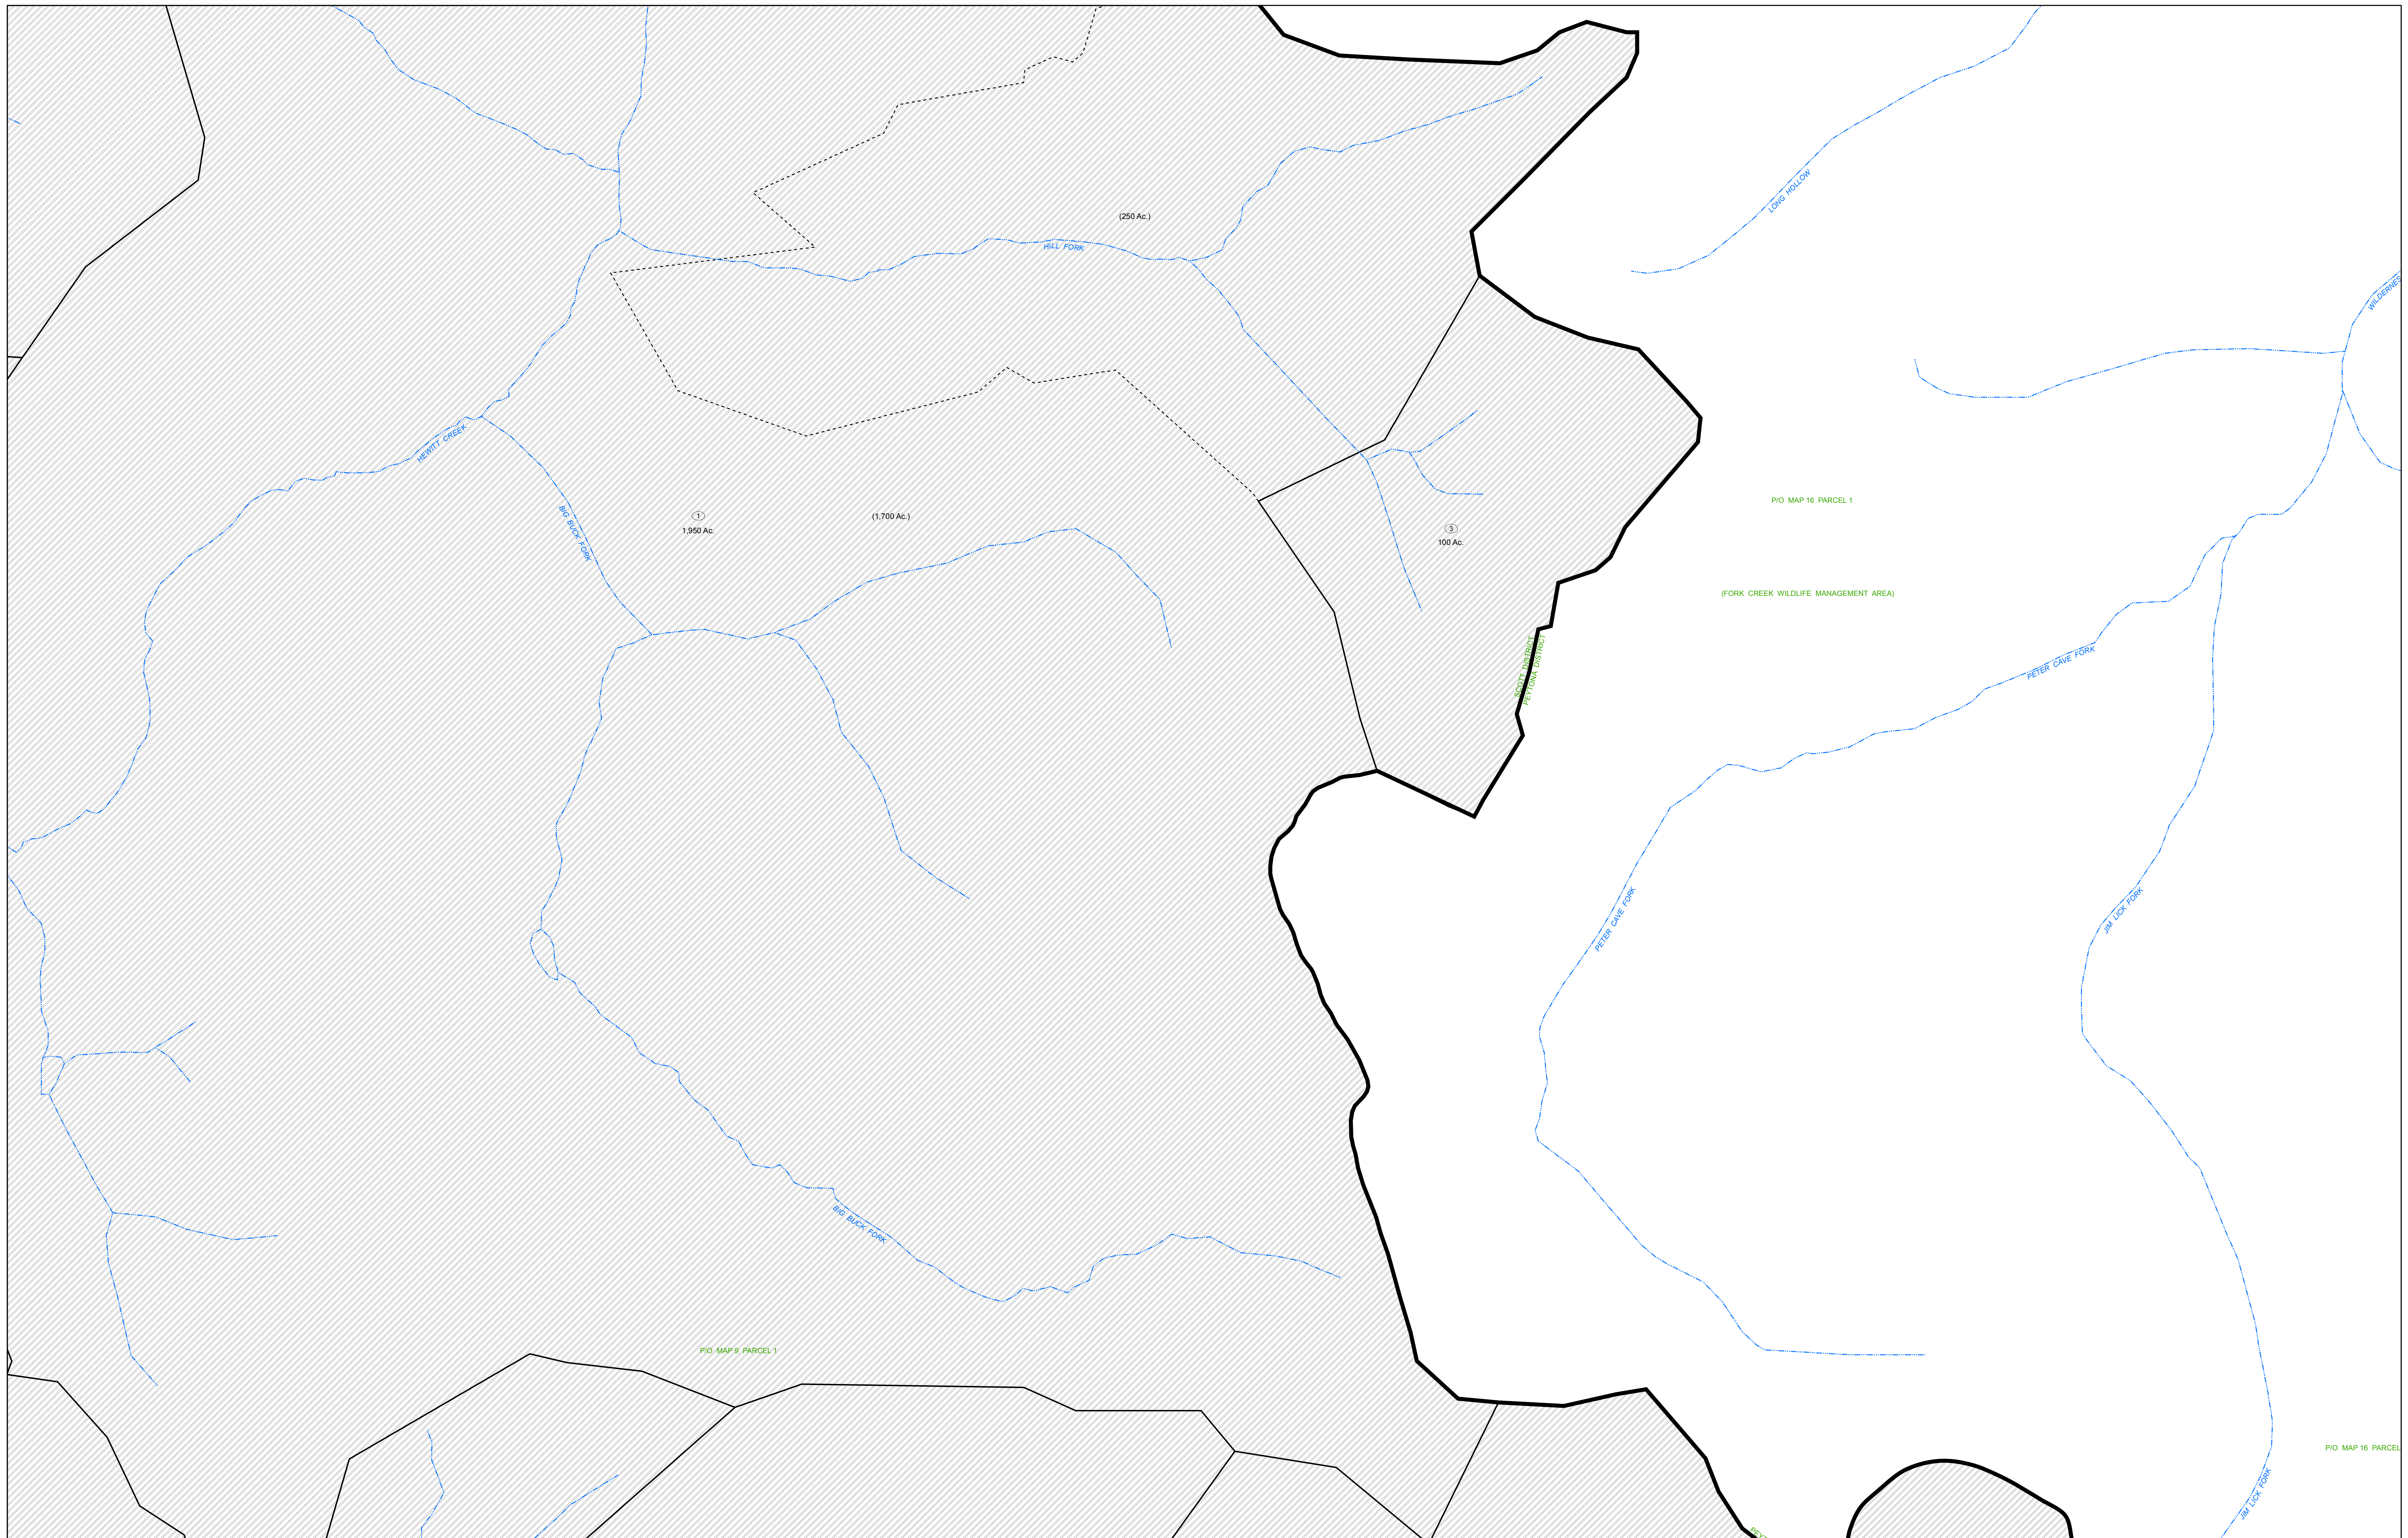 LONG HOLLOW
(250 Ac.)
HILL FORK
WILDERNES
HEWITT CREEK
P/O MAP 16 PARCEL 1
BIG BUCK FORK
1
1,950 Ac.
(1,700 Ac.)
3
100 Ac.
(FORK CREEK WILDLIFE MANAGEMENT AREA)
SCOTT DISTRICT
PEYTONA DISTRICT
PETER CAVE FORK
PETER CAVE FORK
JIM LICK FORK
BIG BUCK FORK
P/O MAP 9 PARCEL 1
P/O MAP 16 PARCEL
JIM LICK FORK